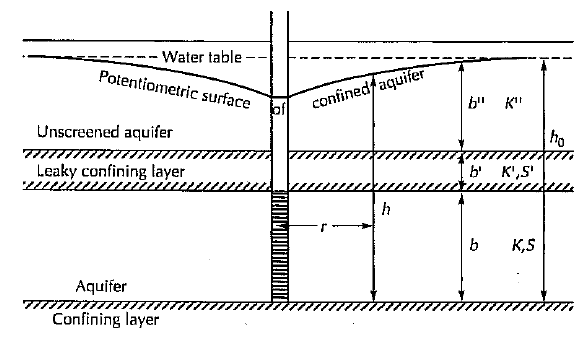 Water table
Potentiometric surface of confined aquifer
b" K"
h₀
Unscreened aquifer
Leaky confining layer
b' K',S'
h
r
b K,S
Aquifer
Confining layer